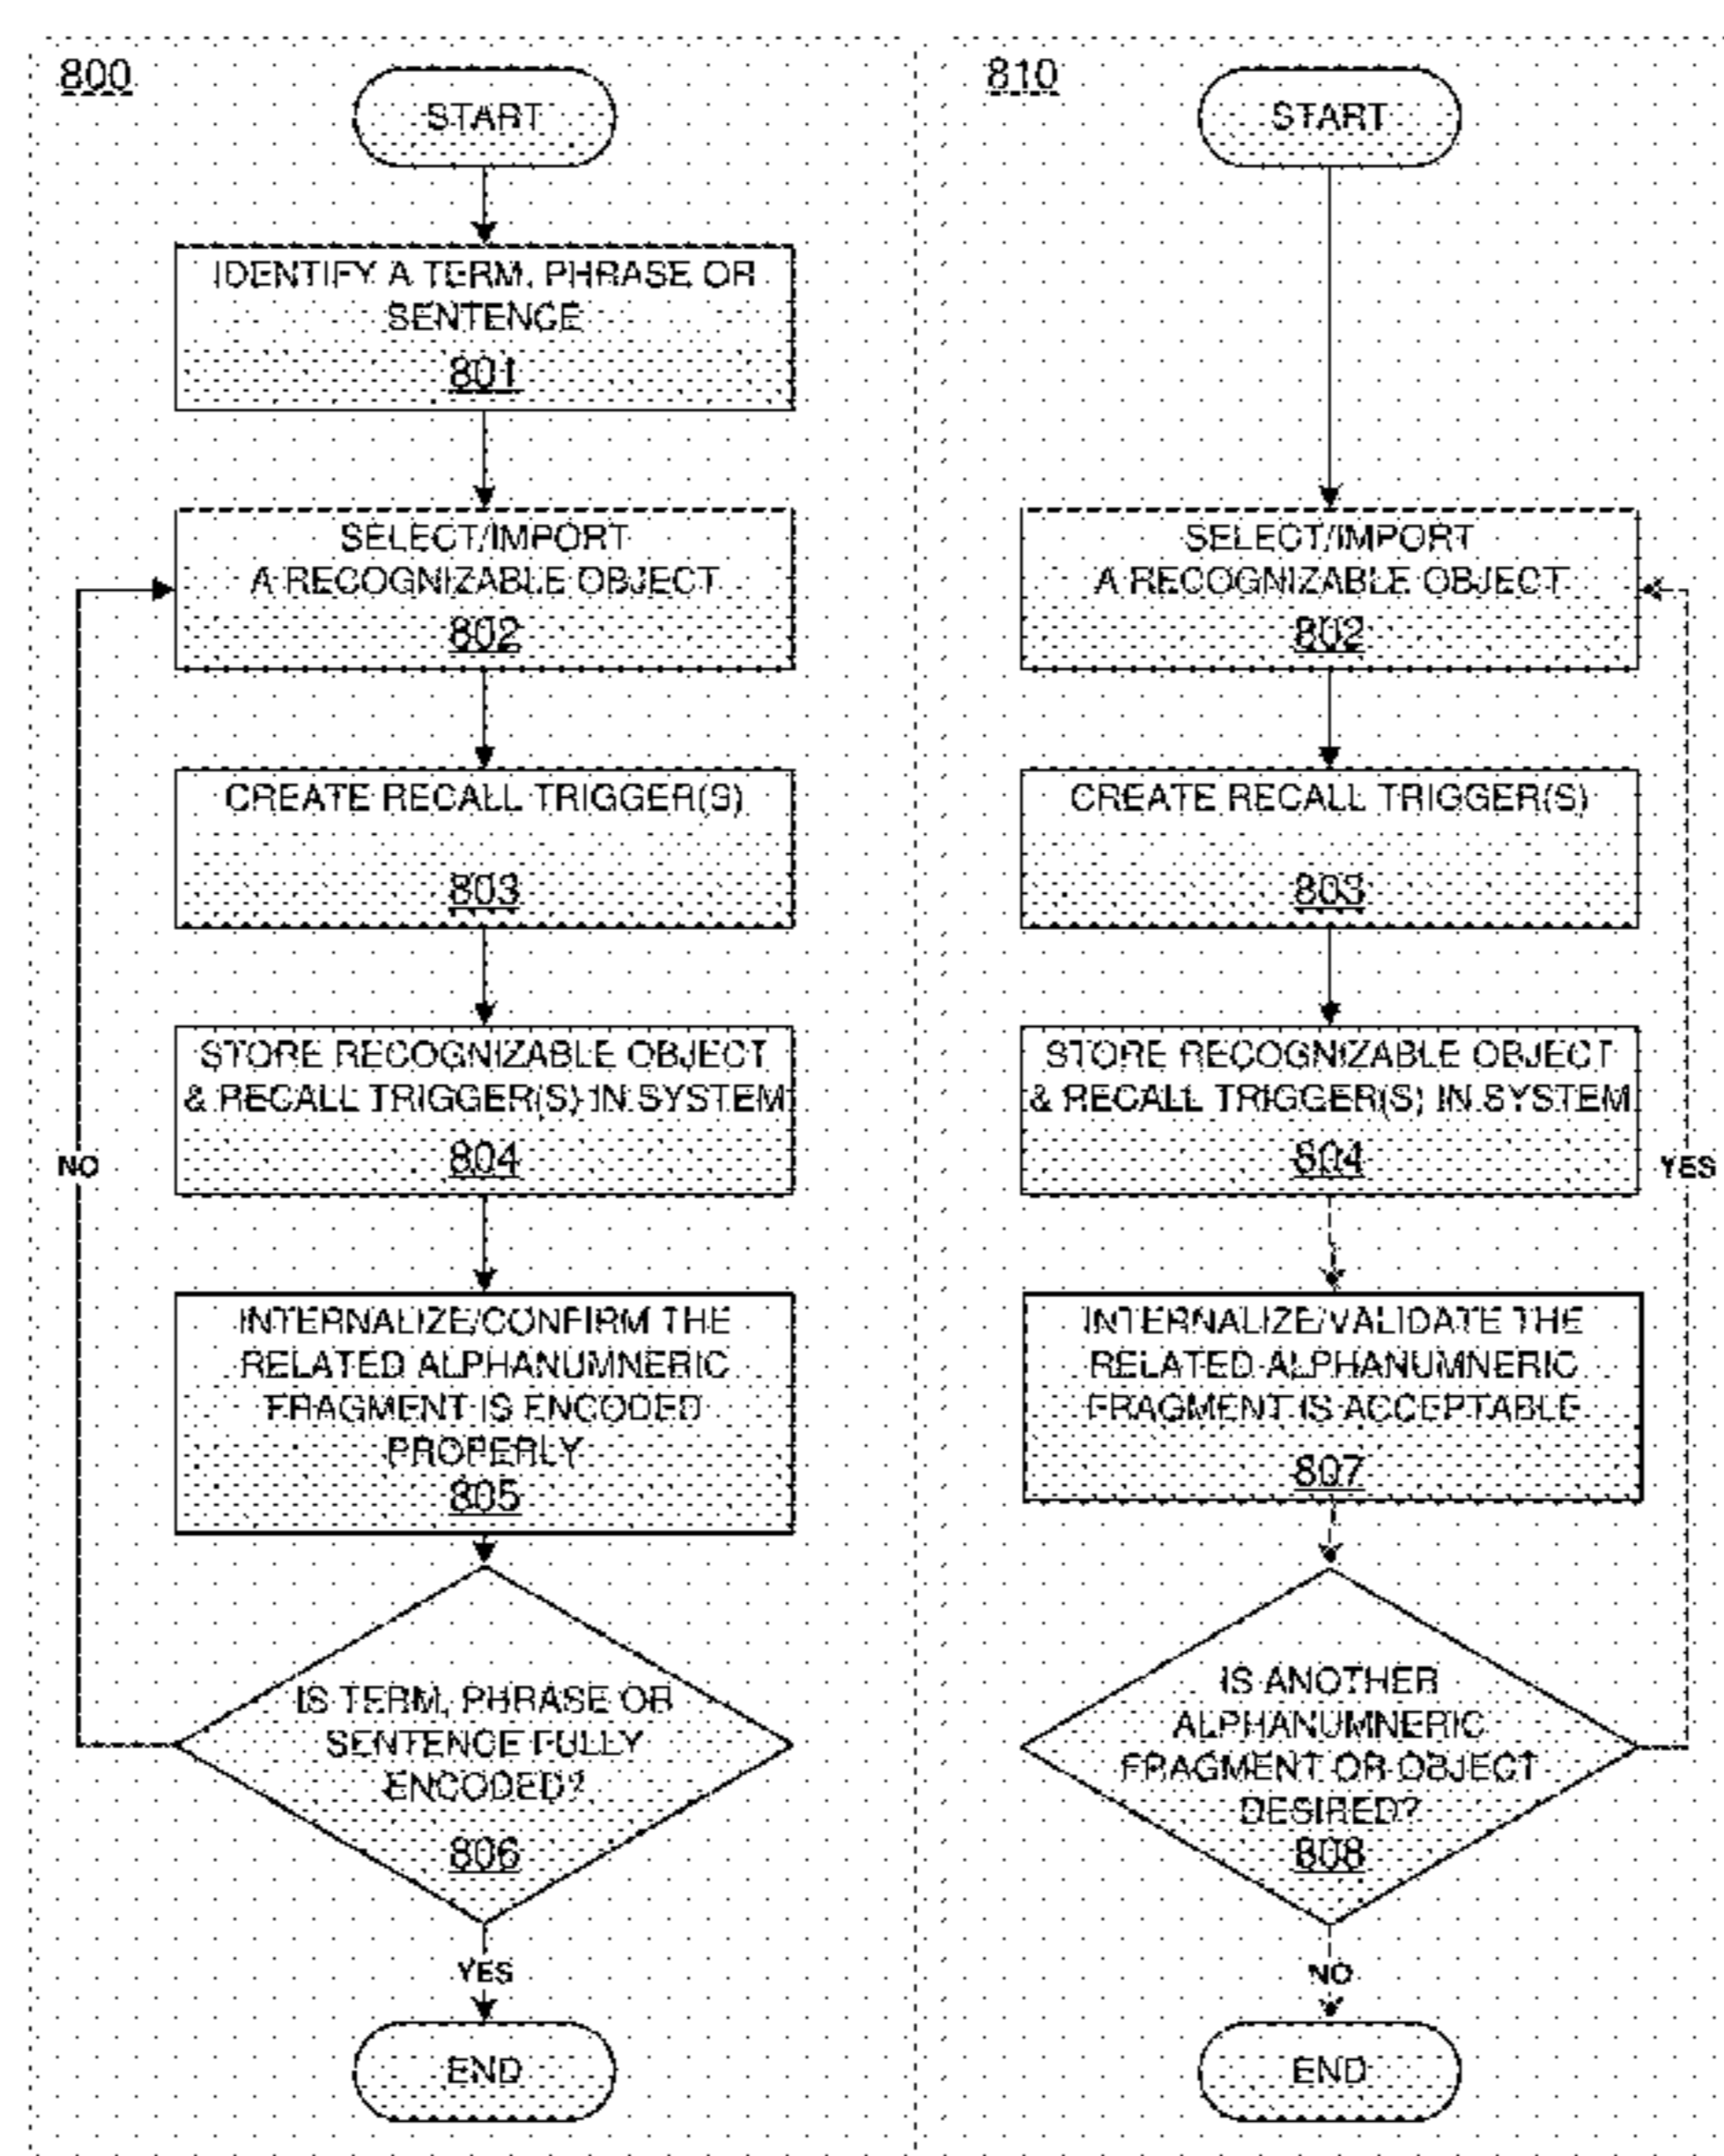 800
START
IDENTIFY A TERM, PHRASE OR
SENTENCE
801
SELECT/IMPORT
A RECOGNIZABLE OBJECT
802
CREATE RECALL TRIGGER(S)
803
STORE RECOGNIZABLE OBJECT
& RECALL TRIGGER(S) IN SYSTEM
804
NO
INTERNALIZE/CONFIRM THE
RELATED ALPHANUMNERIC
FRAGMENT IS ENCODED
PROPERLY
805
IS TERM, PHRASE OR
SENTENCE FULLY
ENCODED?
806
YES
END
810
START
SELECT/IMPORT
A RECOGNIZABLE OBJECT
802
CREATE RECALL TRIGGER(S)
803
STORE RECOGNIZABLE OBJECT
& RECALL TRIGGER(S) IN SYSTEM
804
YES
INTERNALIZE/VALIDATE THE
RELATED ALPHANUMNERIC
FRAGMENT IS ACCEPTABLE
807
IS ANOTHER
ALPHANUMNERIC
FRAGMENT OR OBJECT
DESIRED?
808
NO
END